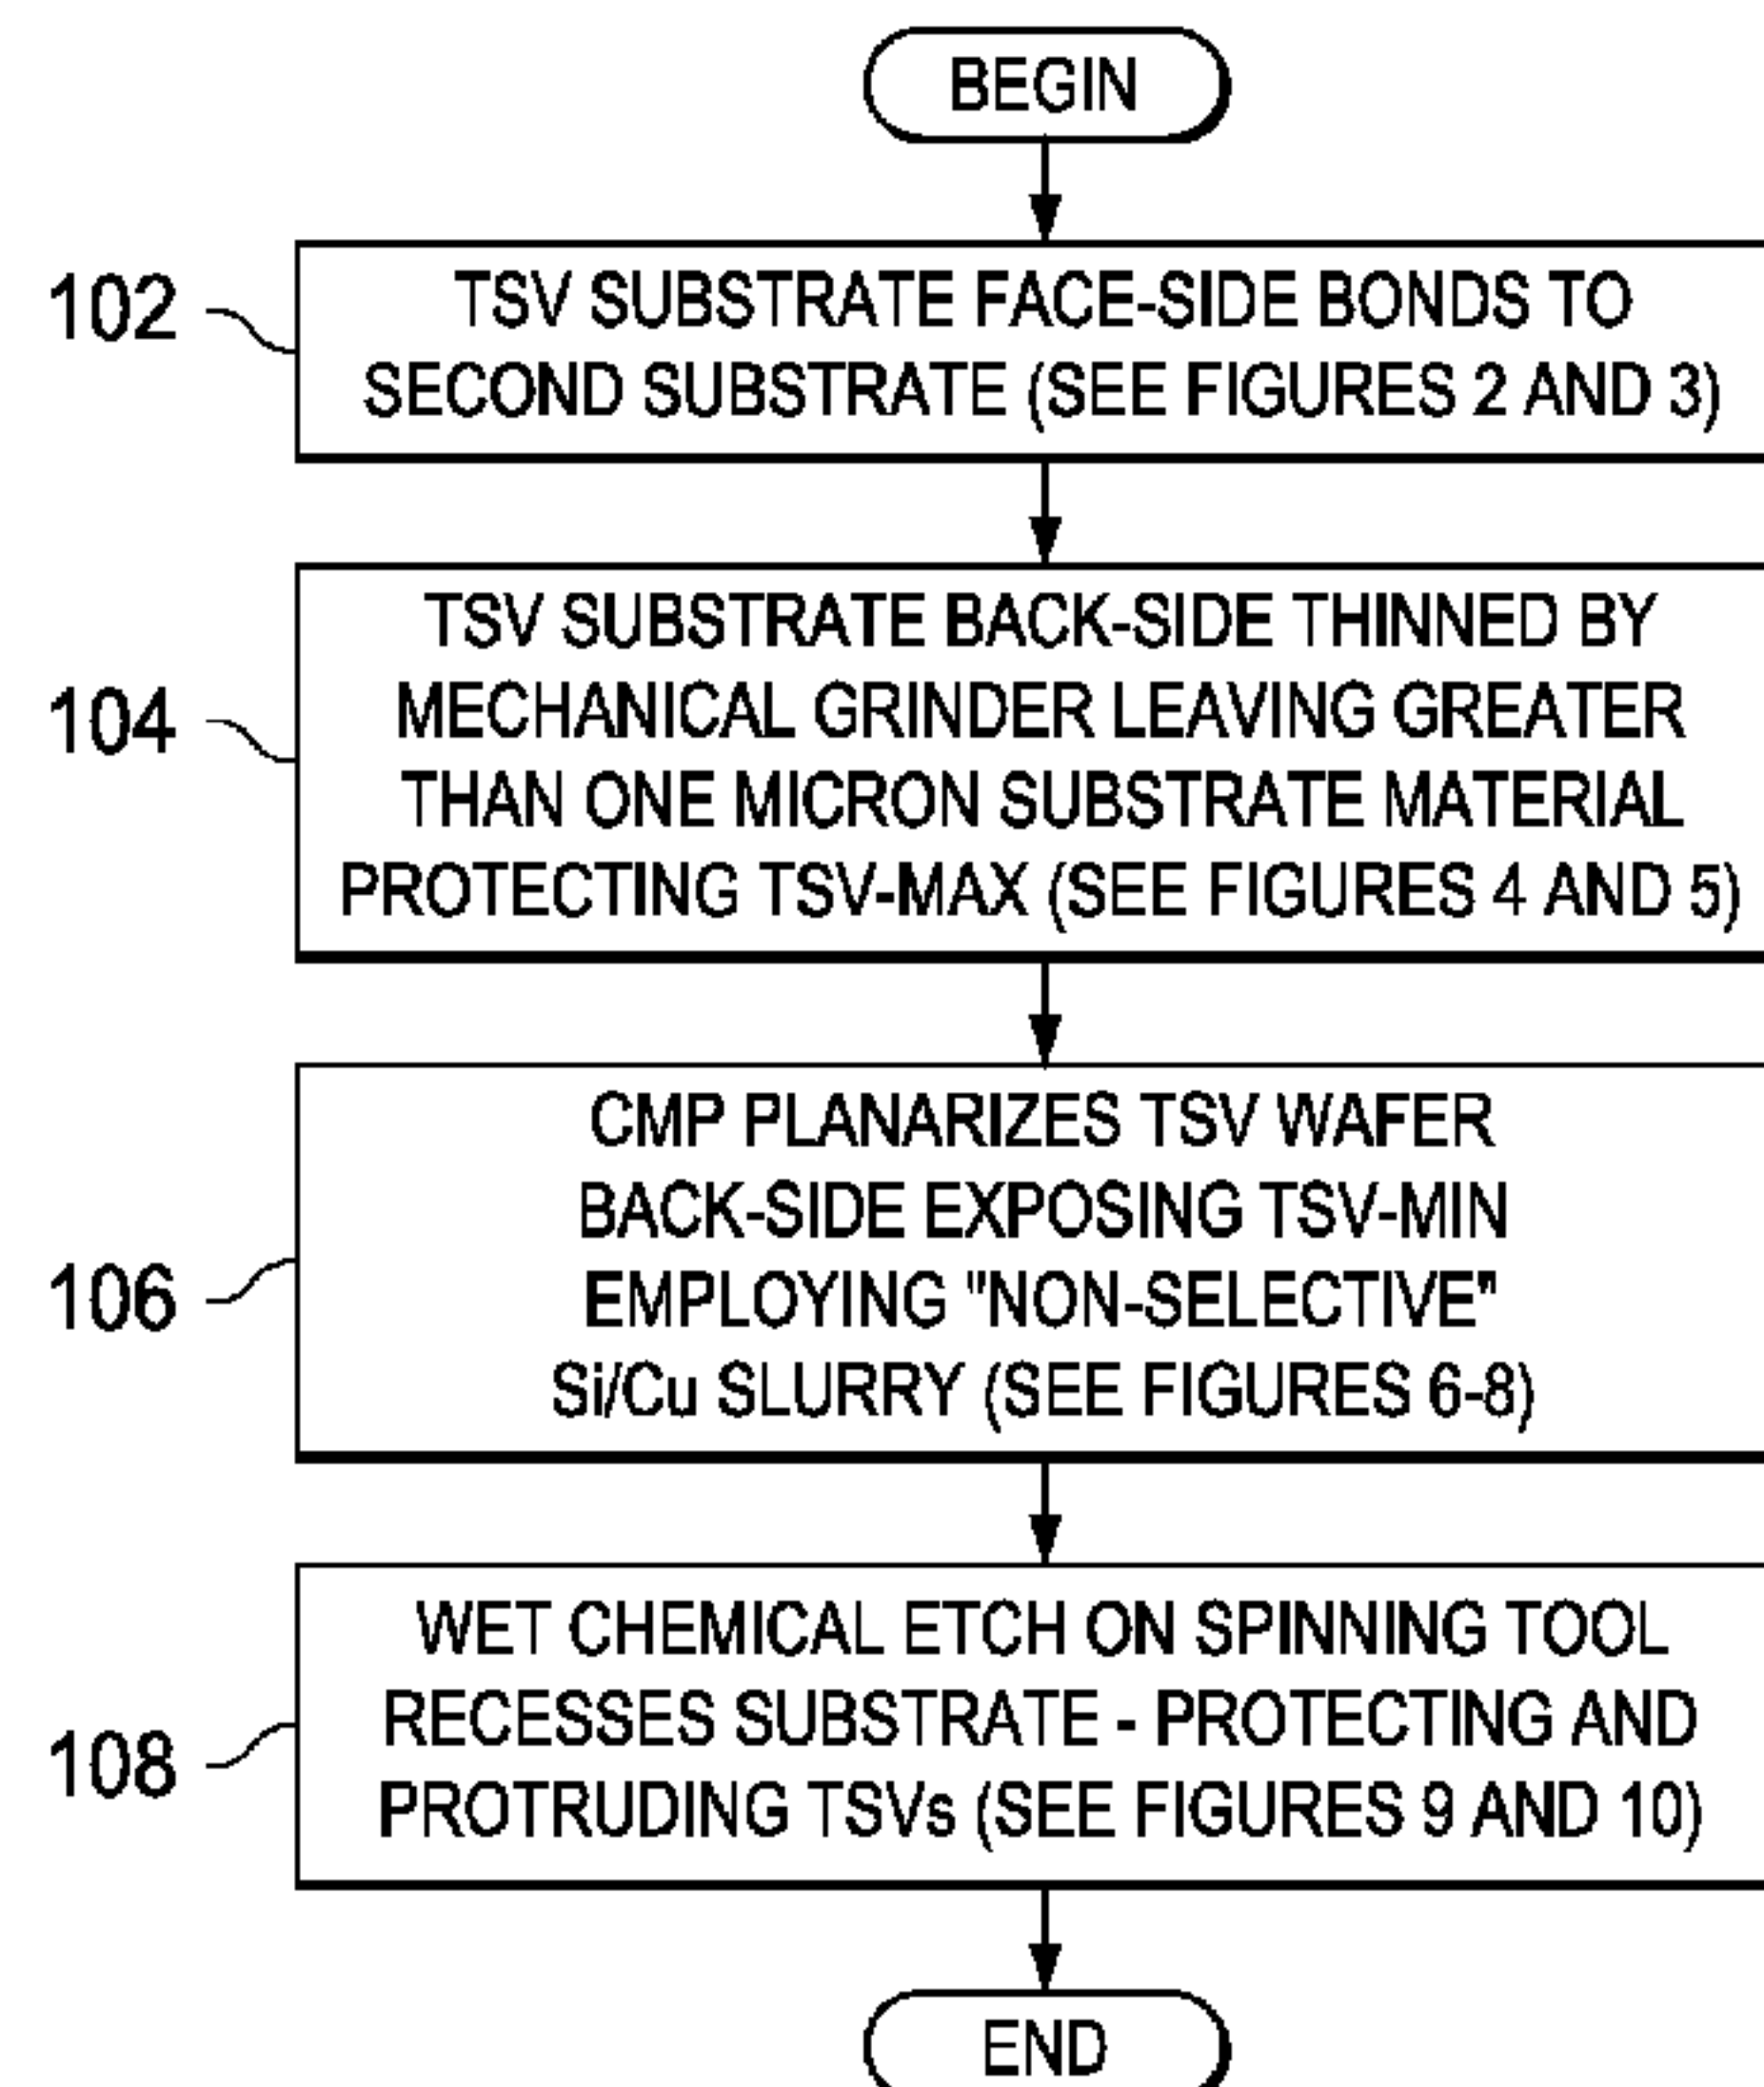 BEGIN
102
TSV SUBSTRATE FACE-SIDE BONDS TO
SECOND SUBSTRATE (SEE FIGURES 2 AND 3)
104
TSV SUBSTRATE BACK-SIDE THINNED BY
MECHANICAL GRINDER LEAVING GREATER
THAN ONE MICRON SUBSTRATE MATERIAL
PROTECTING TSV-MAX (SEE FIGURES 4 AND 5)
106
CMP PLANARIZES TSV WAFER
BACK-SIDE EXPOSING TSV-MIN
EMPLOYING "NON-SELECTIVE"
Si/Cu SLURRY (SEE FIGURES 6-8)
108
WET CHEMICAL ETCH ON SPINNING TOOL
RECESSES SUBSTRATE - PROTECTING AND
PROTRUDING TSVs (SEE FIGURES 9 AND 10)
END